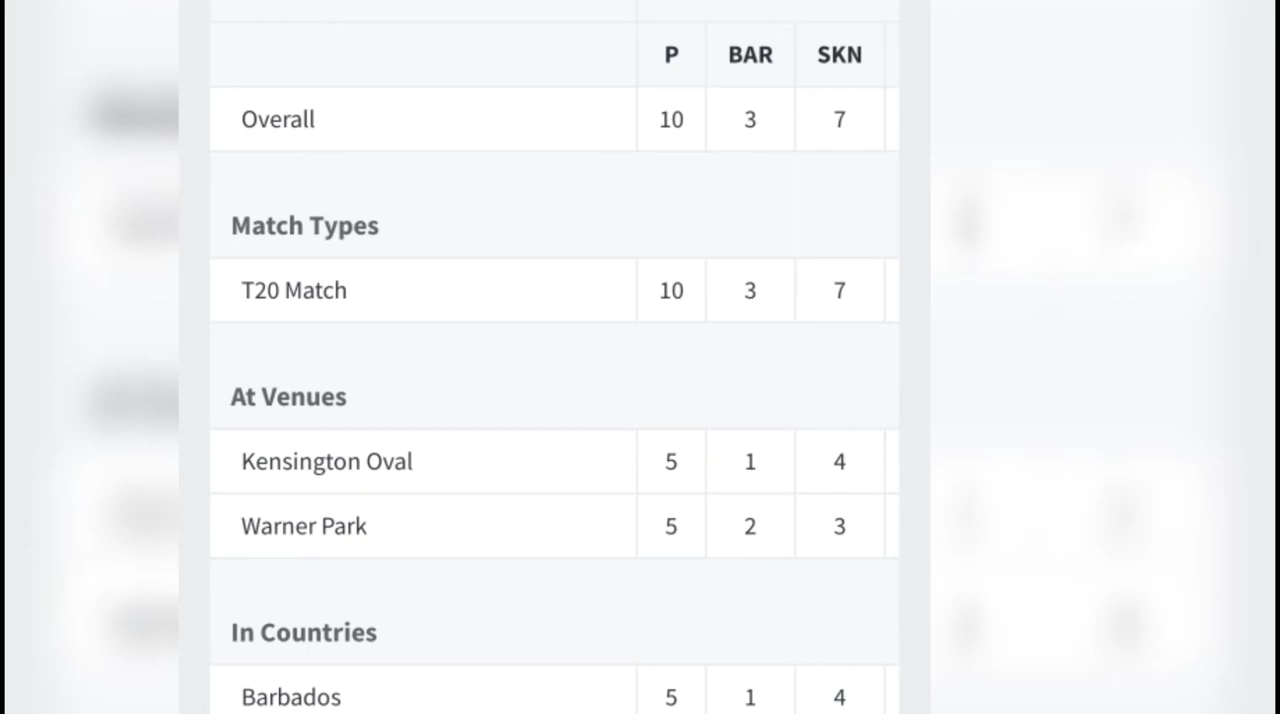 P BAR SKN
Overall 10 3 7
Match Types
T20 Match 10 3 7
At Venues
Kensington Oval 5 1 4
Warner Park 5 2 3
In Countries
Barbados 5 1 4